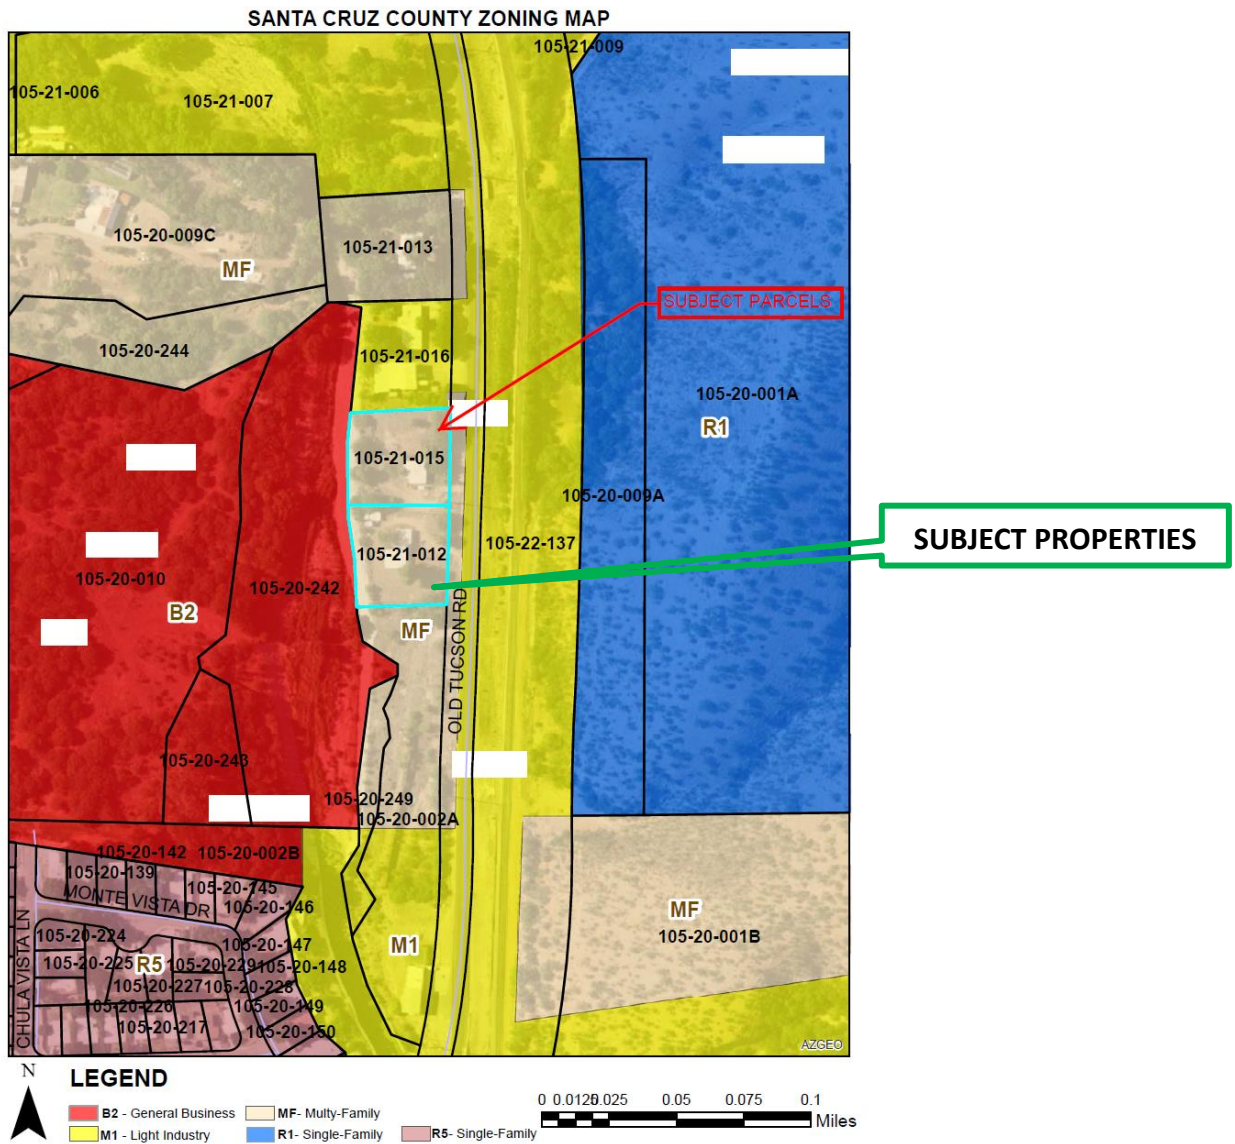 SANTA CRUZ COUNTY ZONING MAP
105-21-009
105-21-006
105-21-007
105-20-009C
MF
105-21-013
SUBJECT PARCELS
105-20-244
105-21-016
105-20-001A
R1
105-21-015
105-20-009A
SUBJECT PROPERTIES
105-22-137
105-21-012
105-20-010
105-20-242
B2
MF
OLD TUCSON RD
105-20-243
105-20-249
105-20-002A
105-20-142
105-20-002B
105-20-139
105-20-145
MONTE VISTA DR
105-20-146
MF
105-20-001B
CHULA VISTA LN
105-20-224
105-20-147
M1
105-20-225
R5
105-20-229
105-20-148
105-20-227
105-20-228
105-20-226
105-20-149
105-20-217
105-20-150
AZGEO
N
LEGEND
B2 - General Business
MF- Multy-Family
M1 - Light Industry
R1- Single-Family
R5- Single-Family
0 0.0125 0.025 0.05 0.075 0.1
Miles